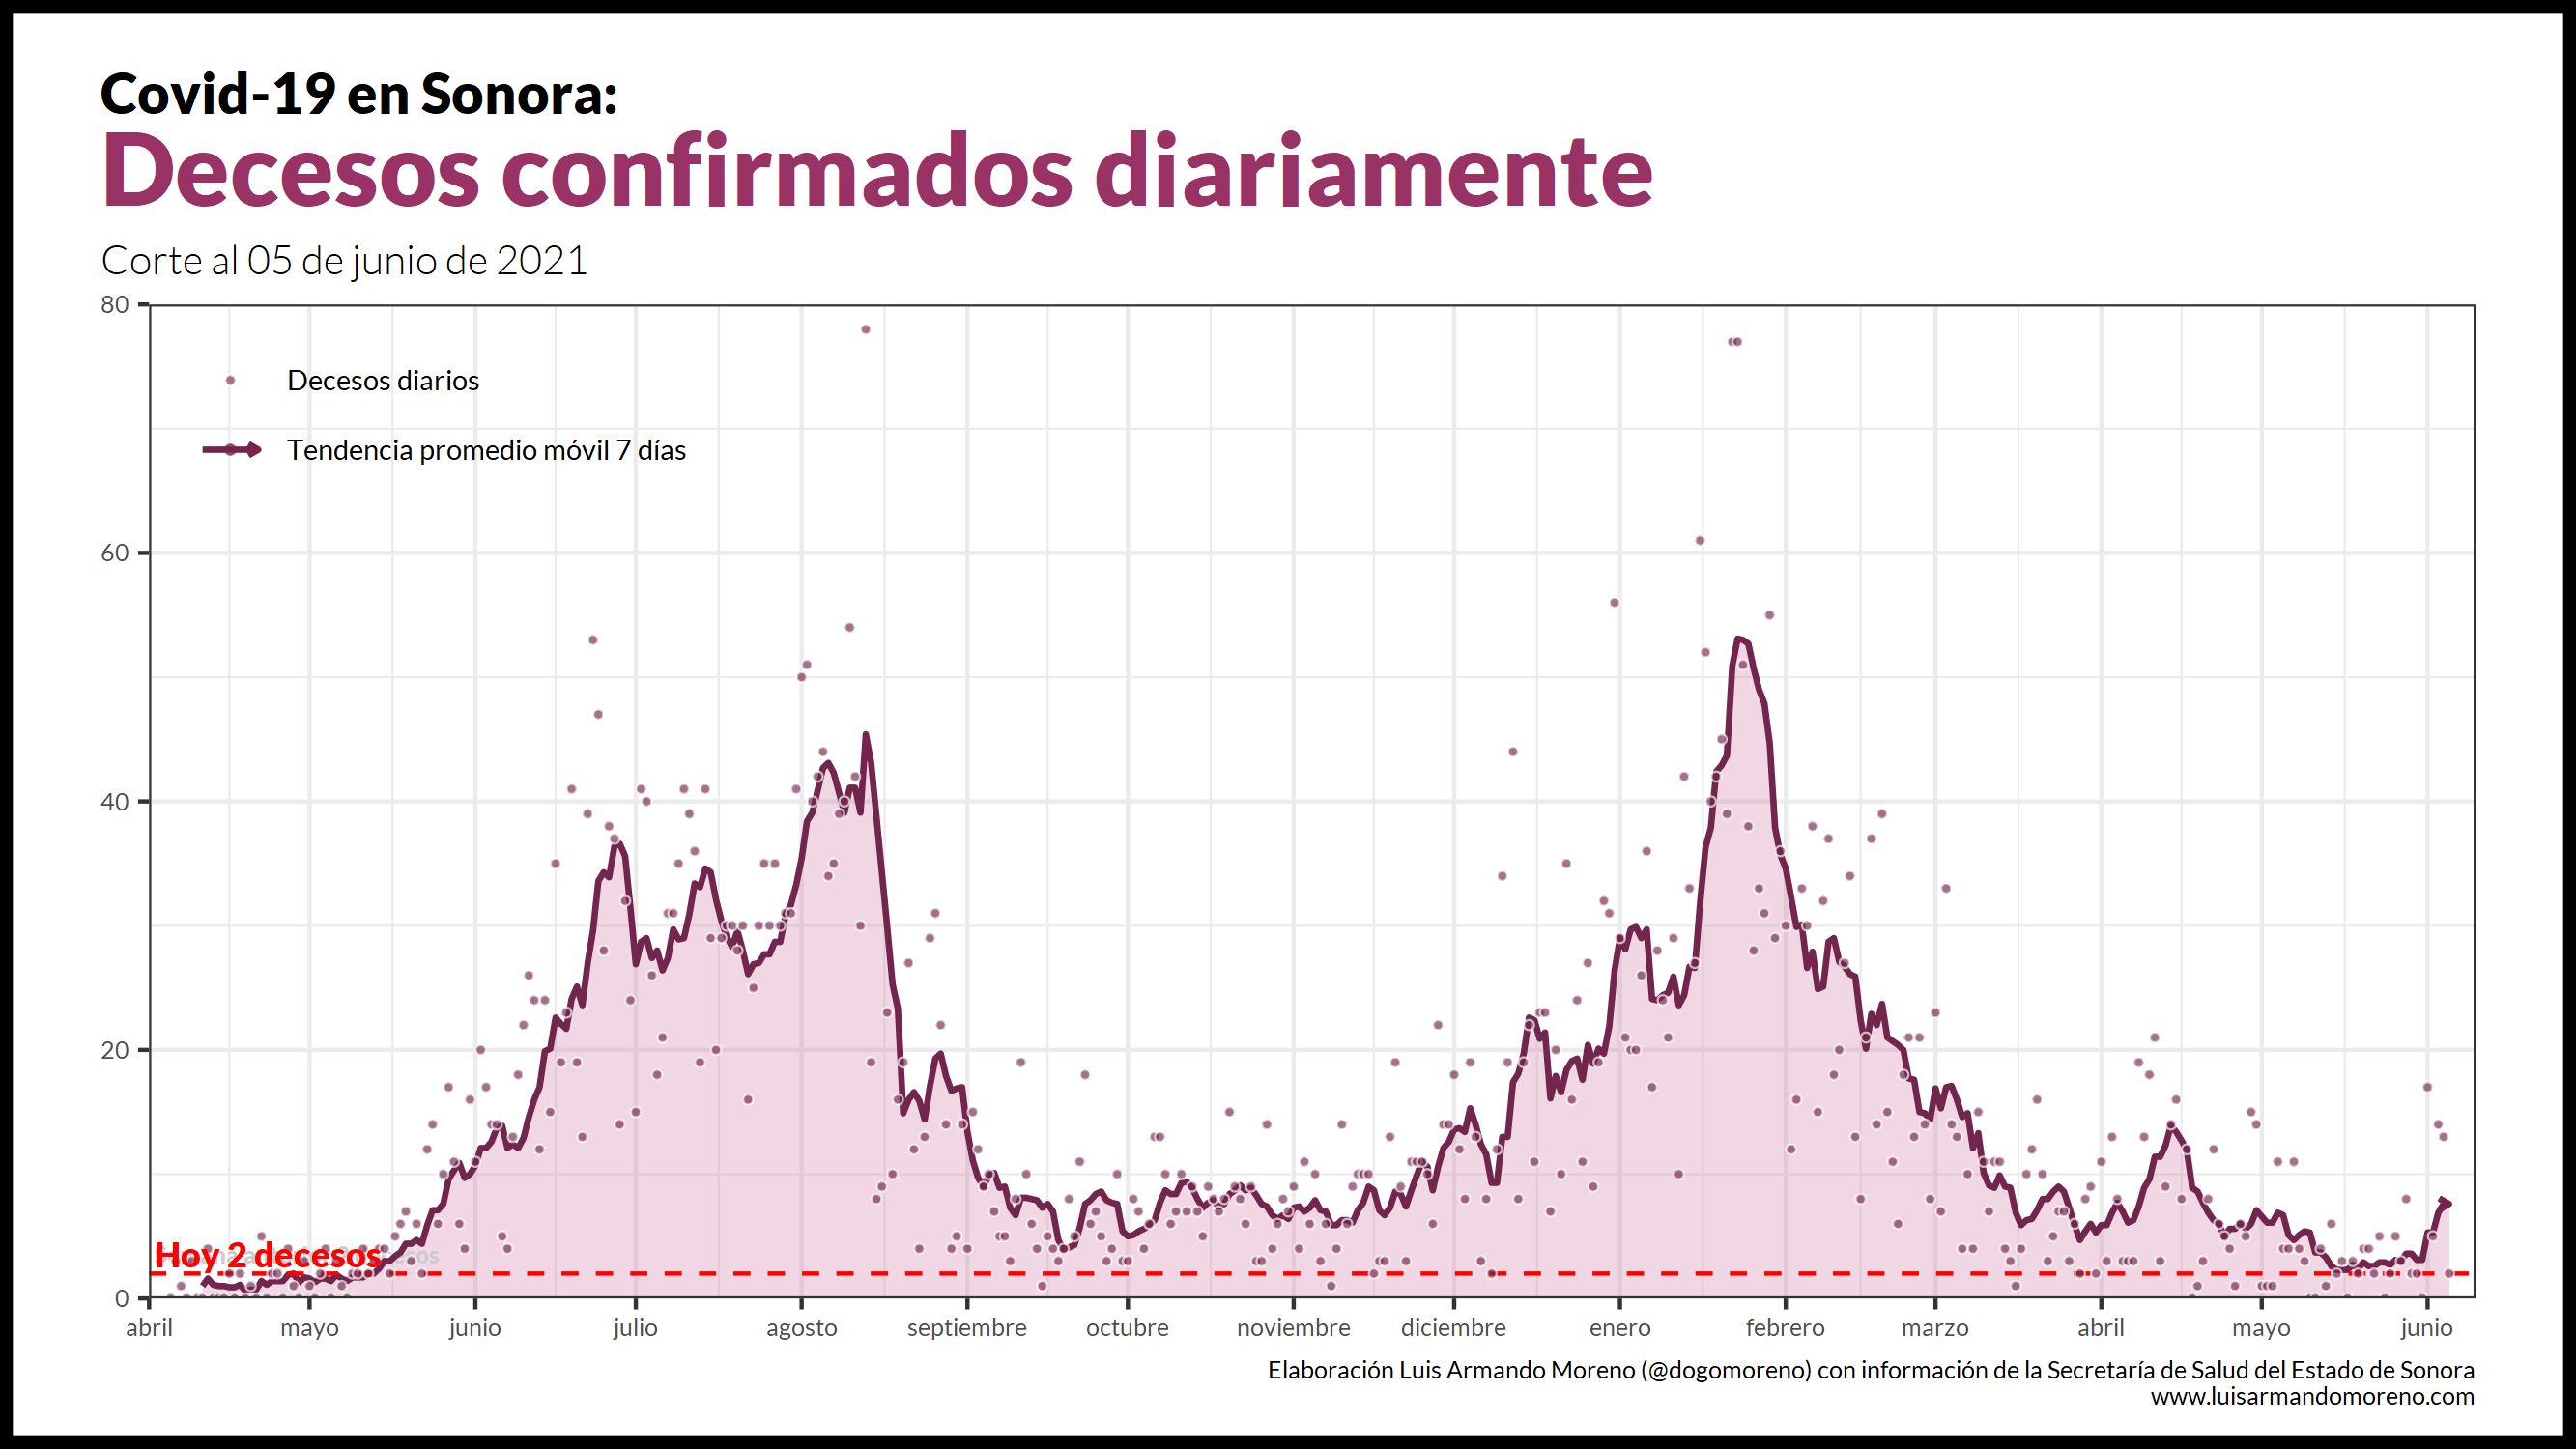 Covid-19 en Sonora:
Decesos confirmados diariamente
Corte al 05 de junio de 2021
80
60
40
20
0
Decesos diarios
Tendencia promedio móvil 7 días
Hoy 2 decesos
abril mayo junio julio agosto septiembre octubre noviembre diciembre enero febrero marzo abril mayo junio
Elaboración Luis Armando Moreno (@dogomoreno) con información de la Secretaría de Salud del Estado de Sonora
www.luisarmandomoreno.com